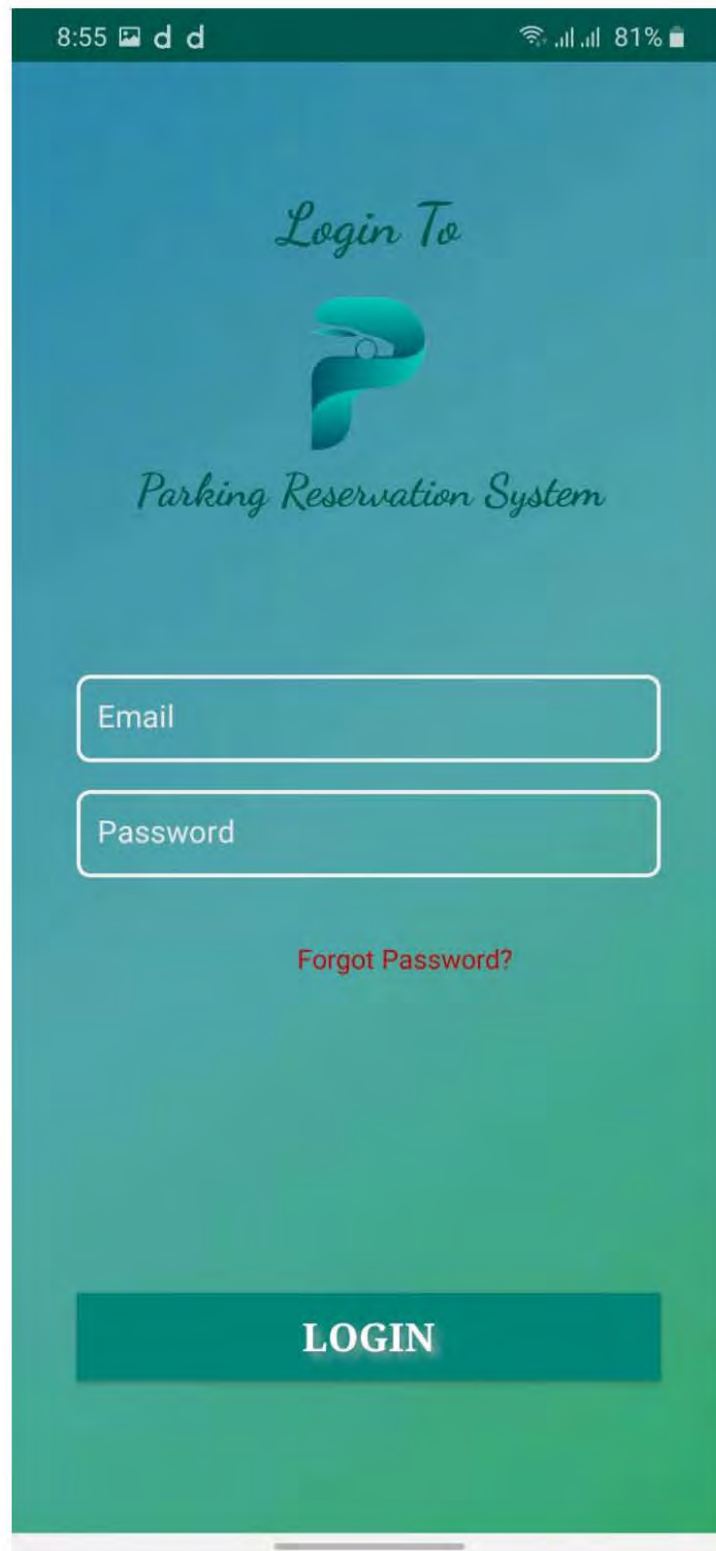 8:55 d d 81%
Login To
P
Parking Reservation System
Email
Password
Forgot Password?
LOGIN